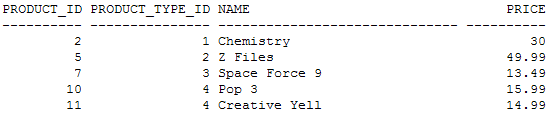 PRODUCT_ID PRODUCT_TYPE_ID NAME PRICE
---------- --------------- ------------------------------ ----------
2 1 Chemistry 30
5 2 Z Files 49.99
7 3 Space Force 9 13.49
10 4 Pop 3 15.99
11 4 Creative Yell 14.99